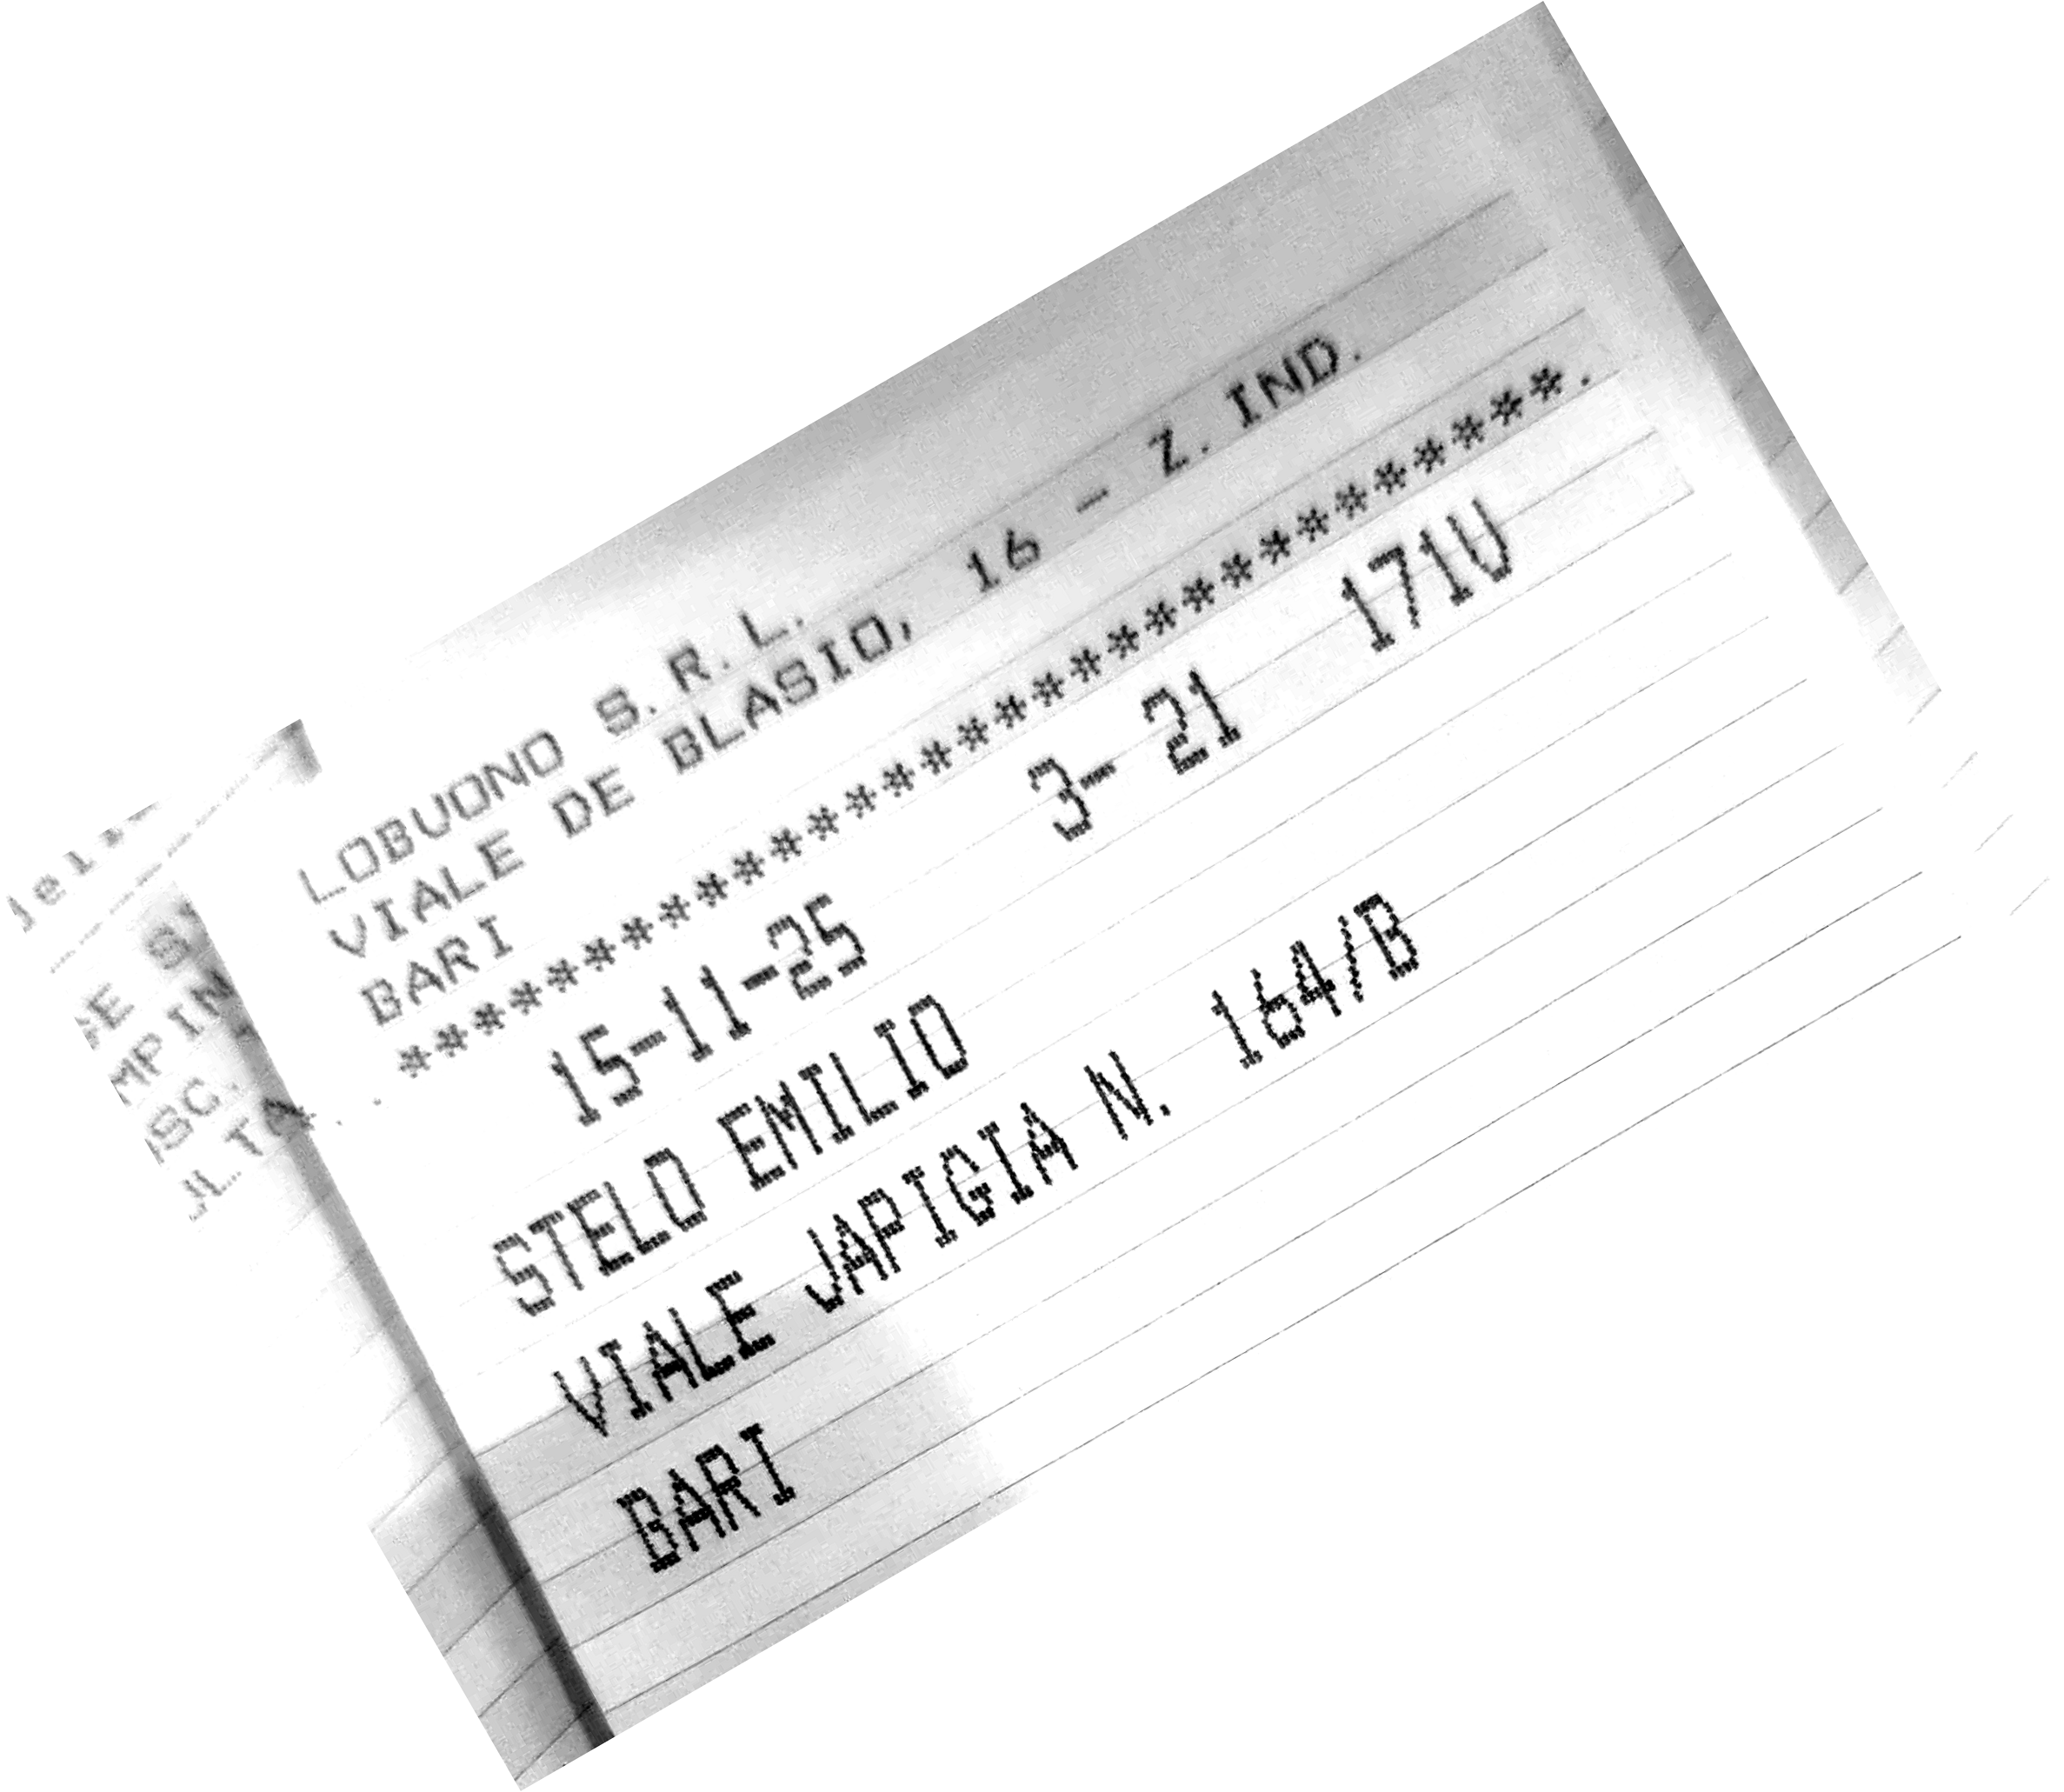 LOBUONO S.R.L.
VIALE DE BLASIO, 16 - Z. IND.
BARI
*******************************.
15-11-25 3- 21 171U
STELO EMILIO
VIALE JAPIGIA N. 164/B
BARI